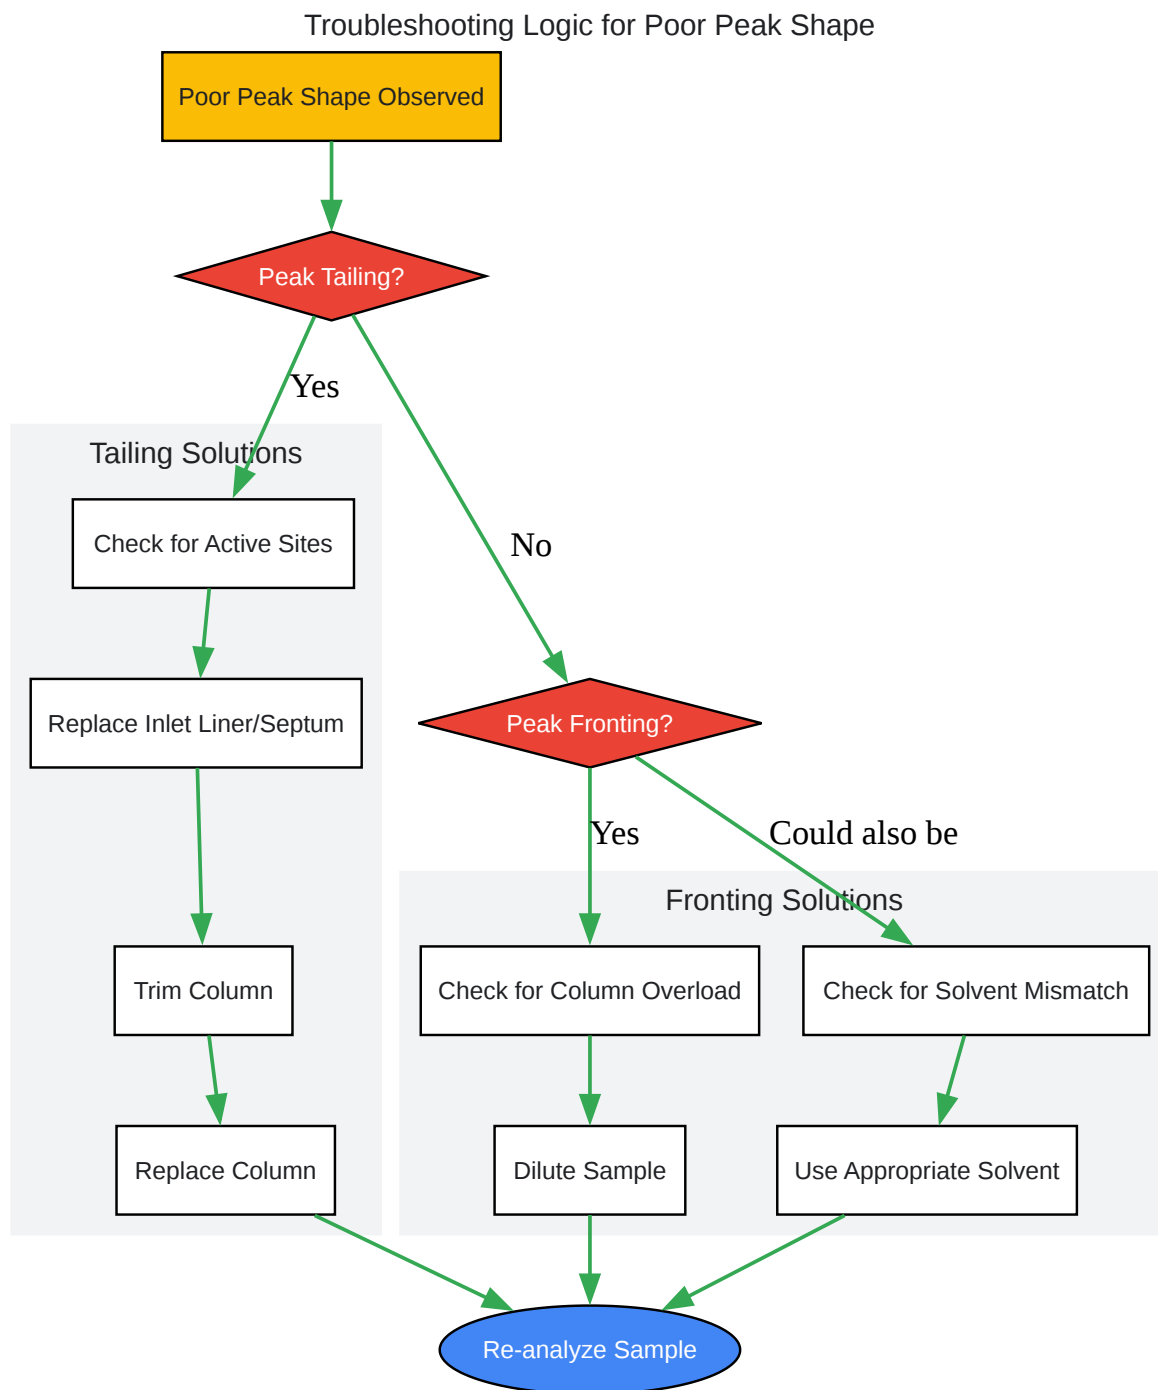 Troubleshooting Logic for Poor Peak Shape
Poor Peak Shape Observed
Peak Tailing?
Yes
Tailing Solutions
Check for Active Sites
No
Replace Inlet Liner/Septum
Peak Fronting?
Yes
Could also be
Fronting Solutions
Trim Column
Check for Column Overload
Check for Solvent Mismatch
Replace Column
Dilute Sample
Use Appropriate Solvent
Re-analyze Sample